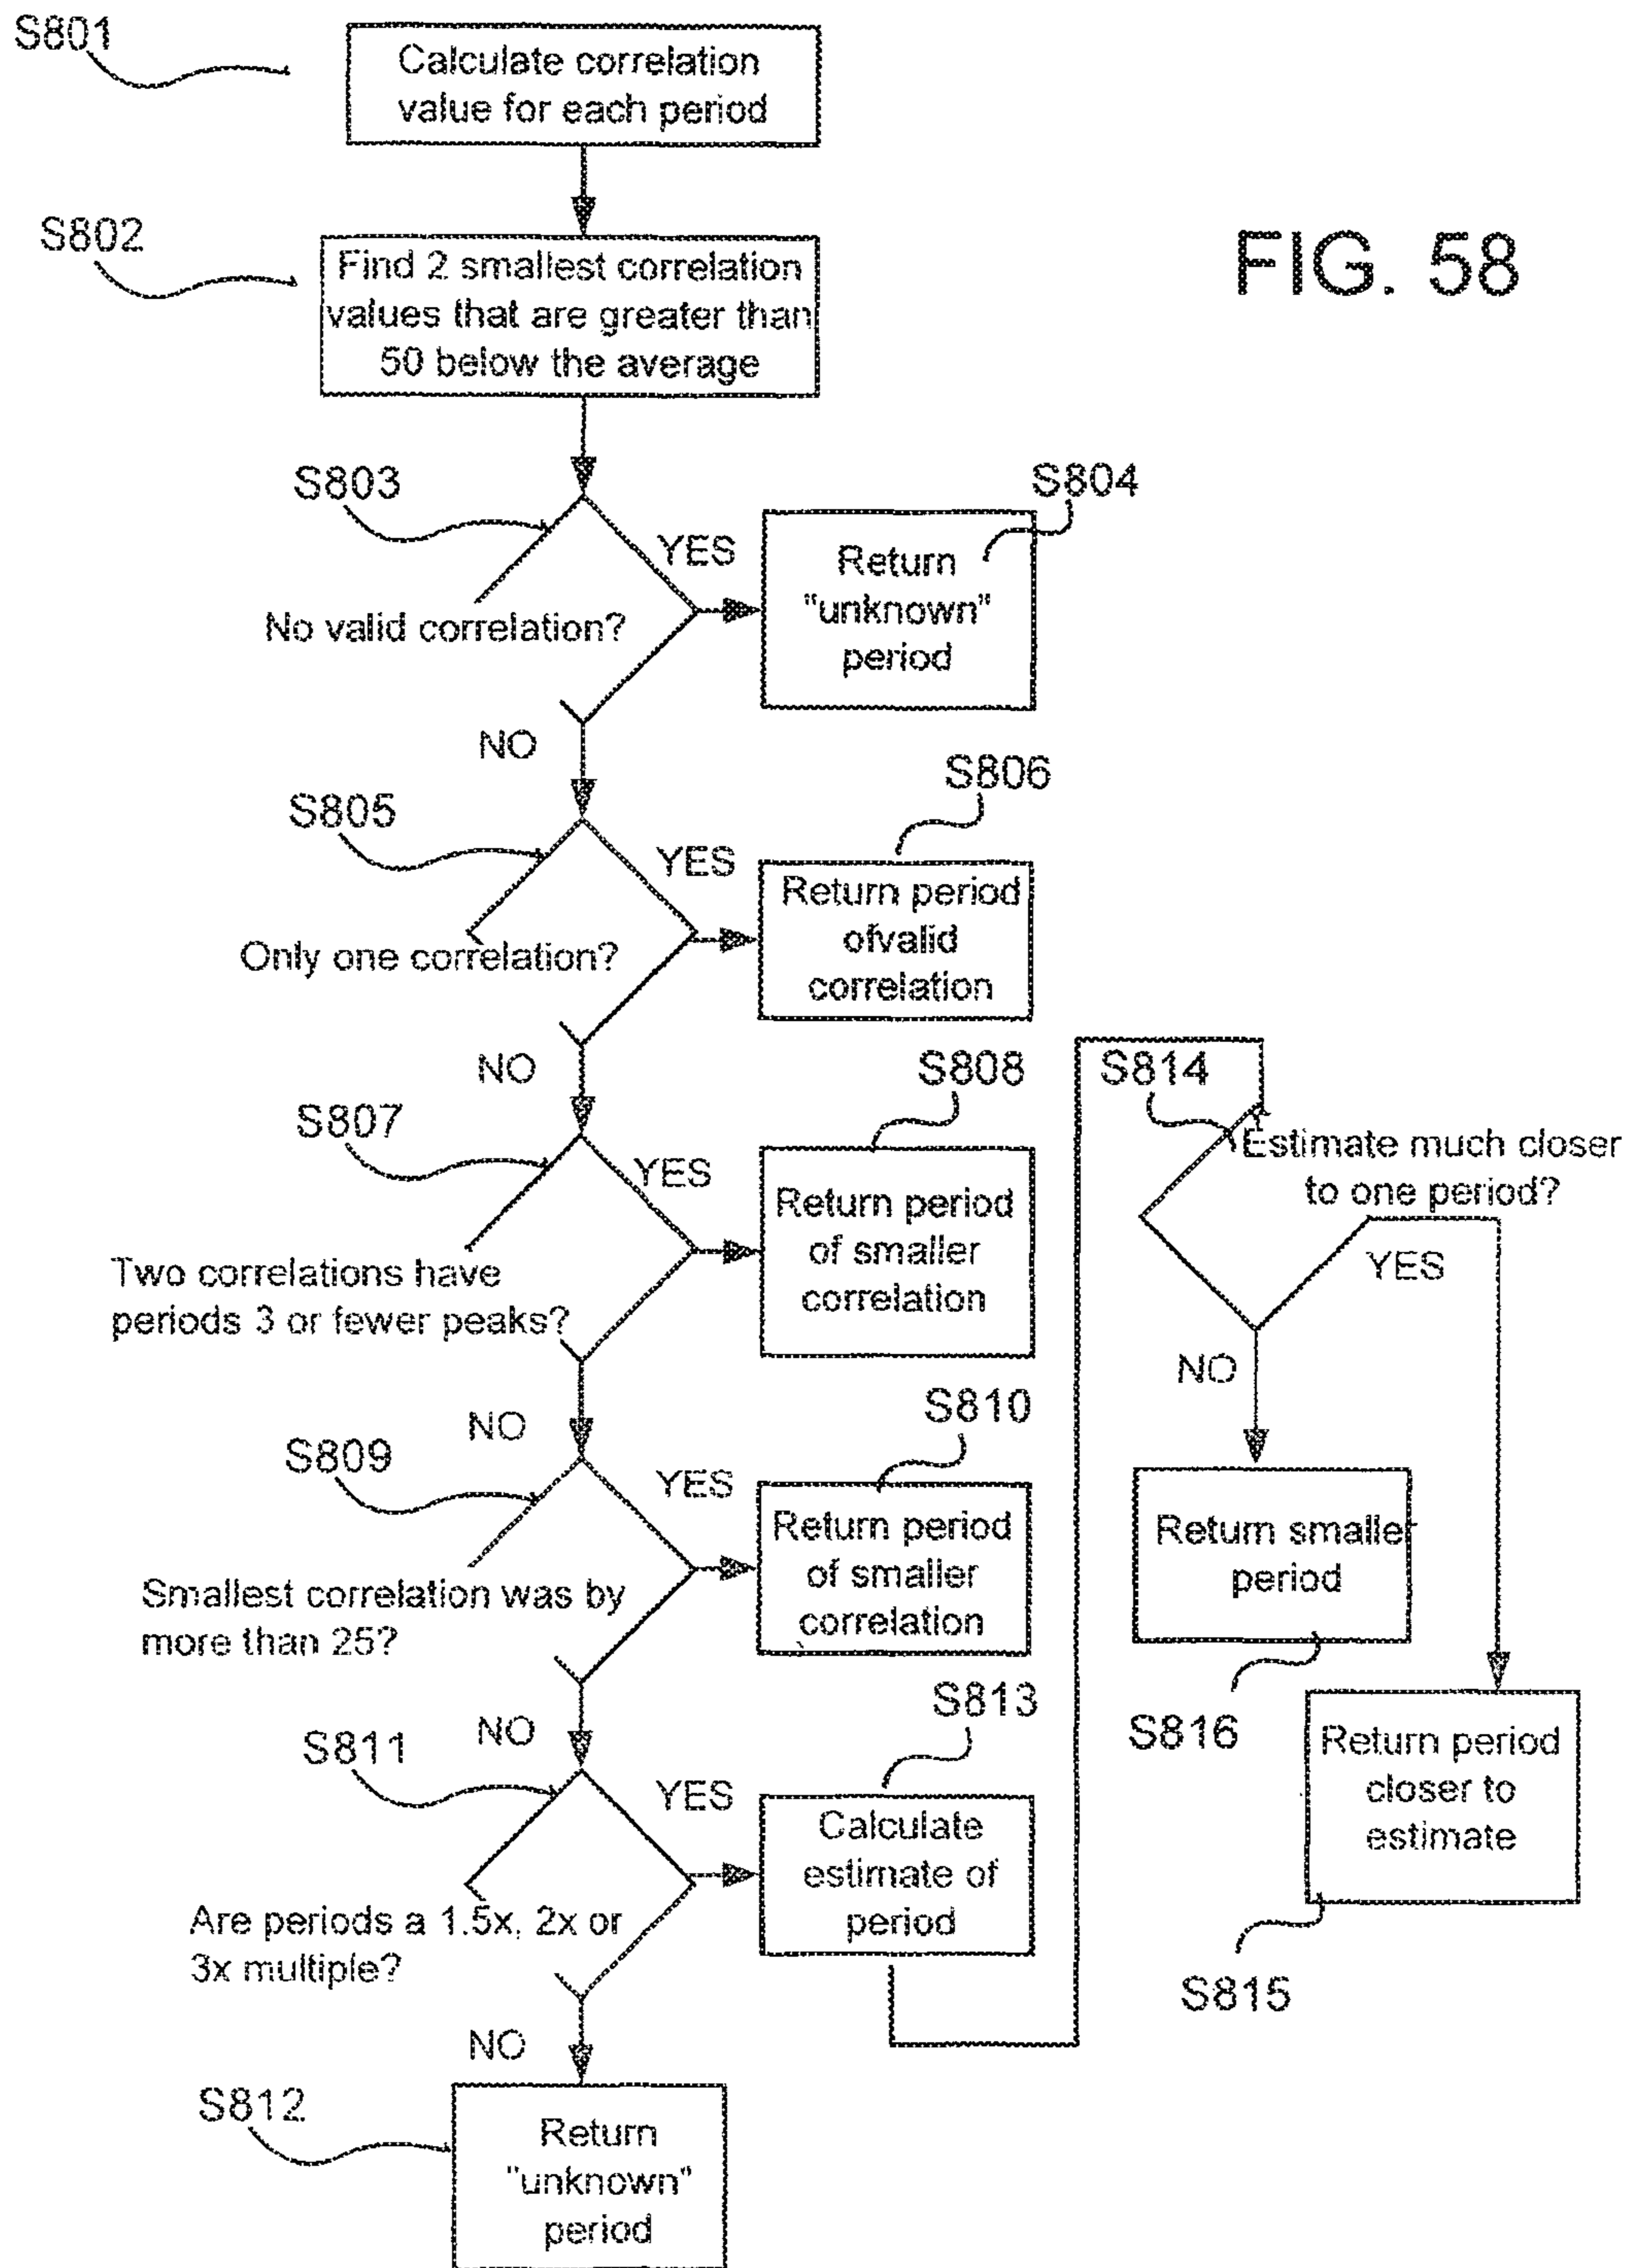 S801
Calculate correlation
value for each period
FIG. 58
S802
Find 2 smallest correlation
values that are greater than
50 below the average
S803
No valid correlation?
YES
NO
S804
Return
"unknown"
period
S805
Only one correlation?
YES
NO
S806
Return period
ofvalid
correlation
S807
Two correlations have
periods 3 or fewer peaks?
YES
NO
S808
Return period
of smaller
correlation
S809
Smallest correlation was by
more than 25?
YES
NO
S810
Return period
of smaller
correlation
S811
Are periods a 1.5x, 2x or
3x multiple?
YES
NO
S813
Calculate
estimate of
period
S812
Return
"unknown"
period
S814
Estimate much closer
to one period?
YES
NO
Return smaller
period
S816
Return period
closer to
estimate
S815